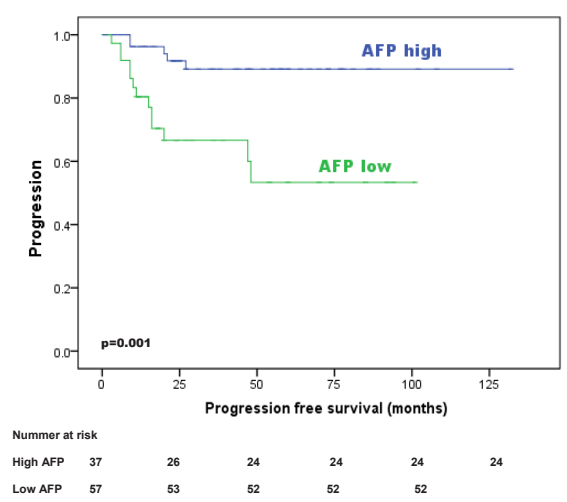 1.0
AFP high
0.8
0.6
AFP low
0.4
0.2
p=0.001
0.0
Progression
0 25 50 75 100 125
Progression free survival (months)
Nummer at risk
High AFP 37 26 24 24 24 24
Low AFP 57 53 52 52 52